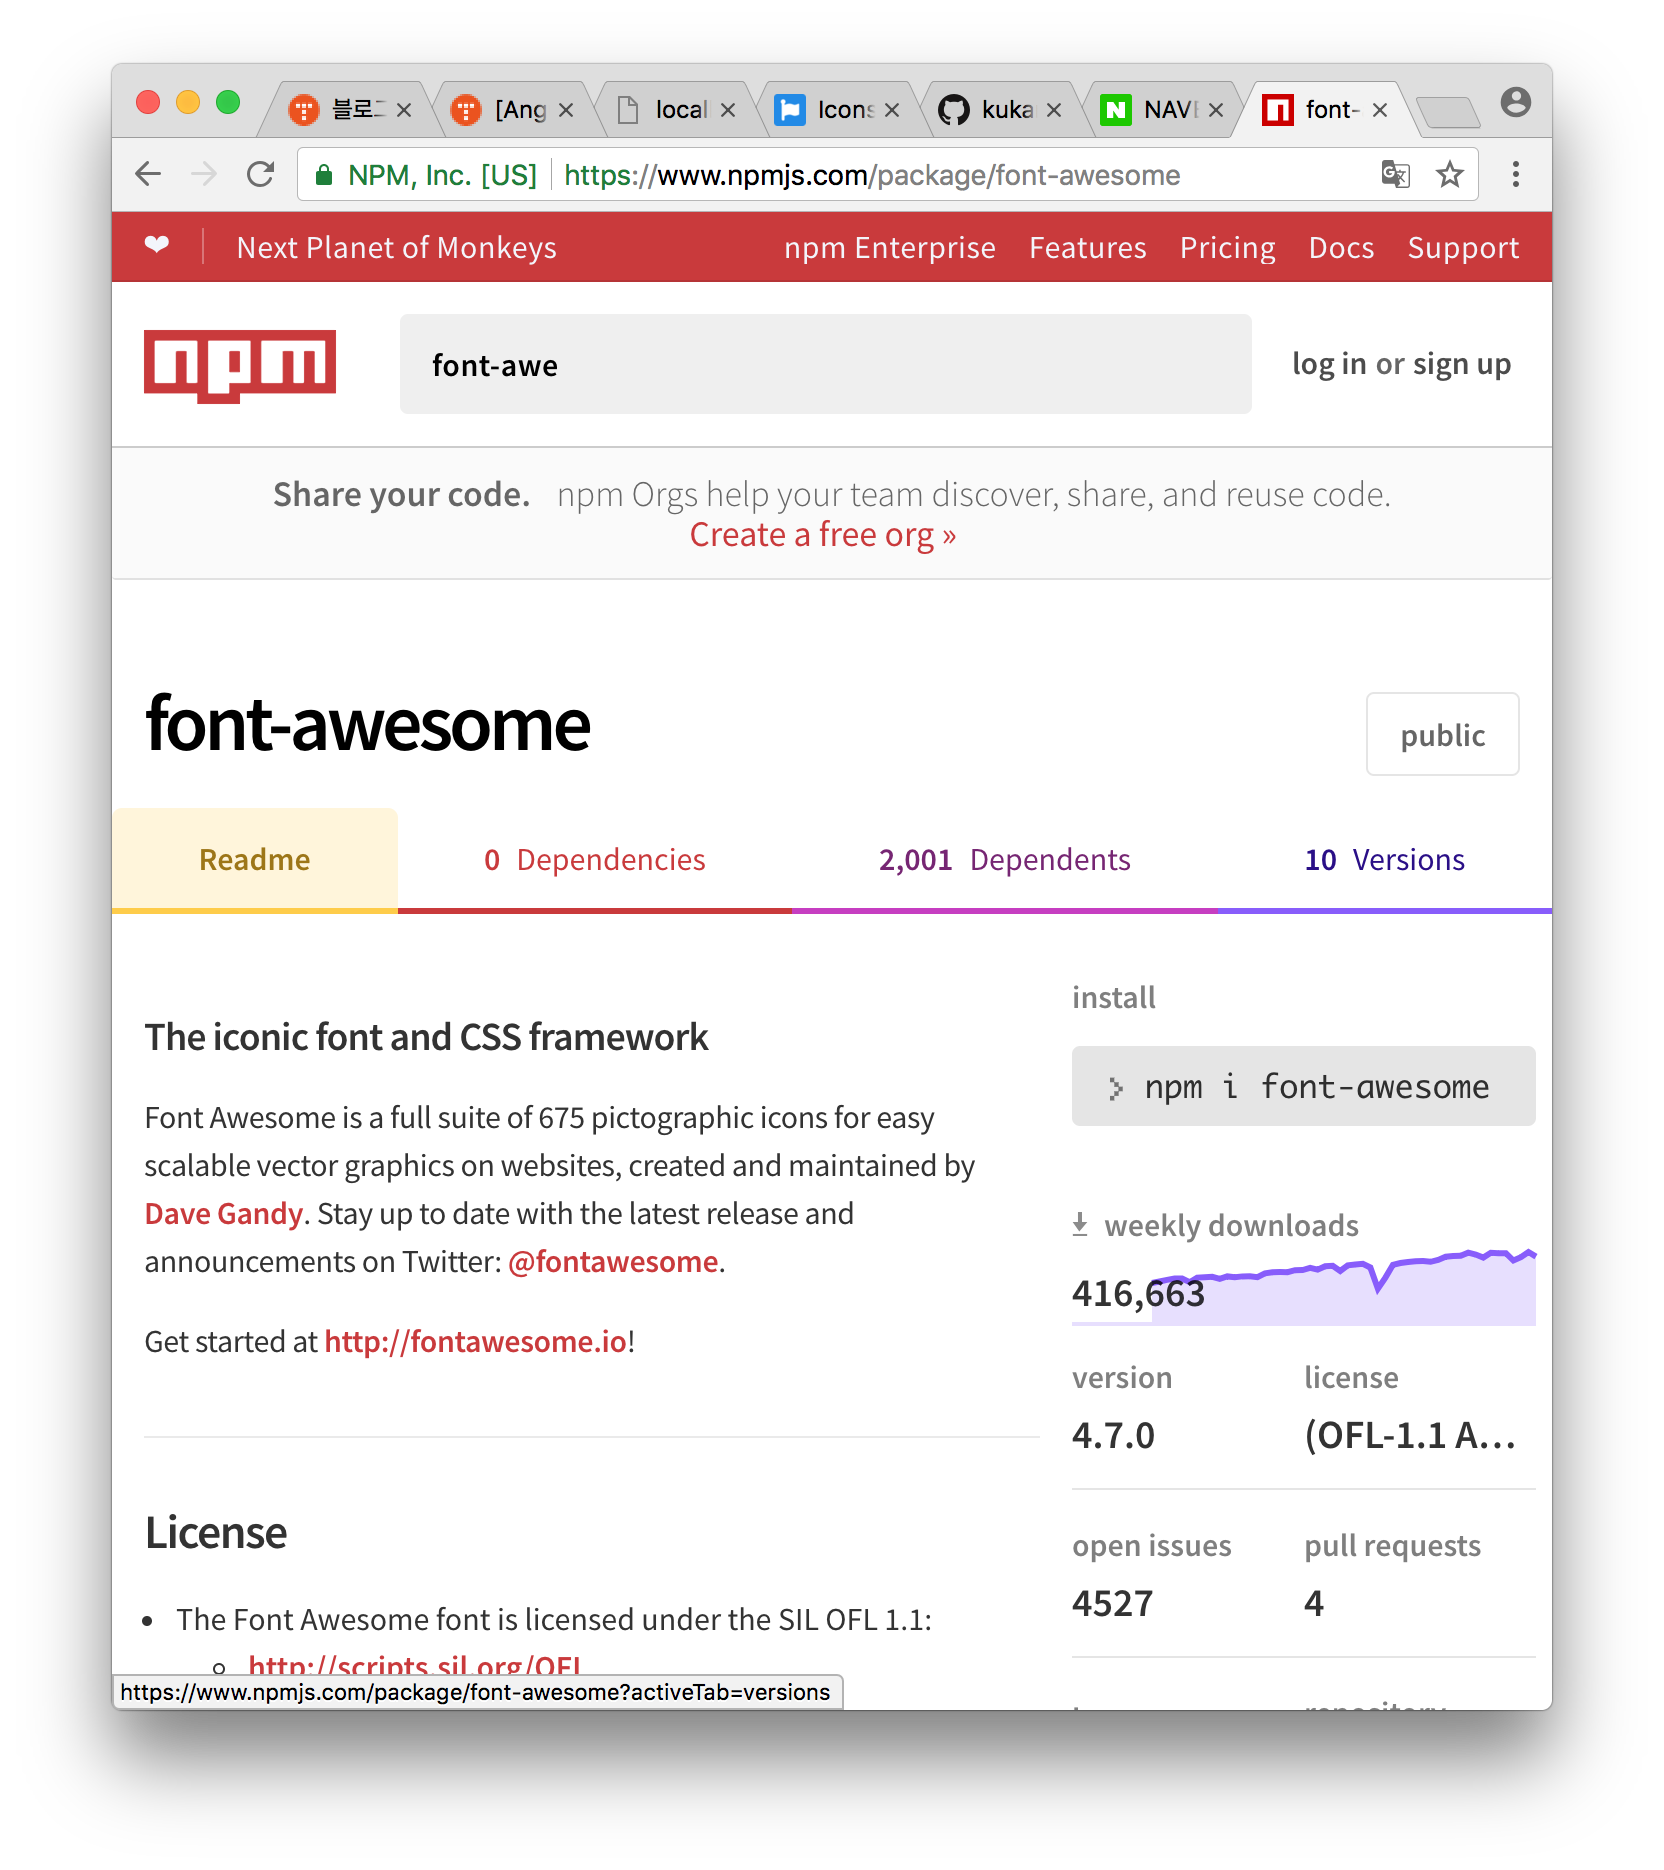 블로그
[Ang
local
Icons
kuka
NAVE
font-
NPM, Inc. [US] https://www.npmjs.com/package/font-awesome
❤ Next Planet of Monkeys npm Enterprise Features Pricing Docs Support
npm font-awe log in or sign up
Share your code. npm Orgs help your team discover, share, and reuse code.
Create a free org »
font-awesome public
Readme 0 Dependencies 2,001 Dependents 10 Versions
The iconic font and CSS framework
Font Awesome is a full suite of 675 pictographic icons for easy
scalable vector graphics on websites, created and maintained by
Dave Gandy. Stay up to date with the latest release and
announcements on Twitter: @fontawesome.
Get started at http://fontawesome.io!
License
• The Font Awesome font is licensed under the SIL OFL 1.1:
http://scripts.sil.org/OFL
https://www.npmjs.com/package/font-awesome?activeTab=versions
install
npm i font-awesome
weekly downloads
416,663
version license
4.7.0 (OFL-1.1 A...
open issues pull requests
4527 4
repository